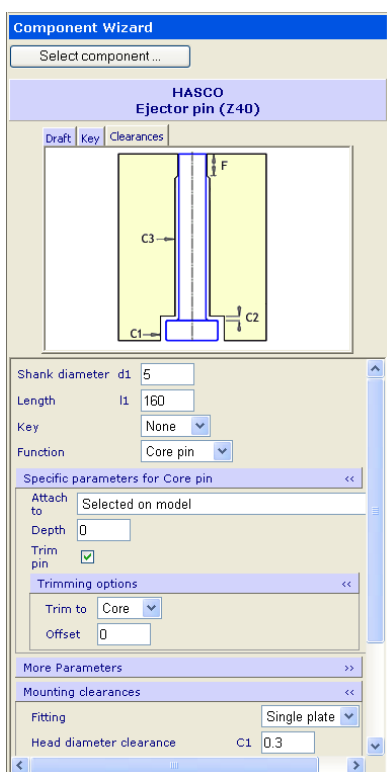 Component Wizard
Select component ...
HASCO
Ejector pin (Z40)
Draft Key Clearances
F
C3
C2
C1
Shank diameter d1 5
Length l1 160
Key None
Function Core pin
Specific parameters for Core pin <<
Attach to Selected on model
Depth 0
Trim pin
Trimming options <<
Trim to Core
Offset 0
More Parameters >>
Mounting clearances <<
Fitting Single plate
Head diameter clearance C1 0.3